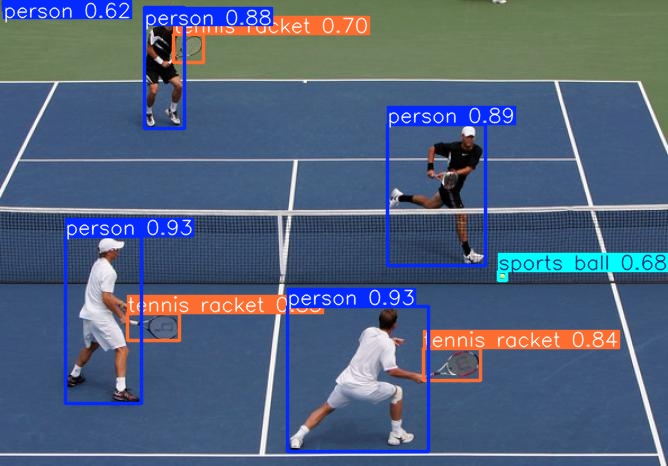 person 0.62
person 0.88
tennis racket 0.70
person 0.89
person 0.93
sports ball 0.68
tennis racket 0.
person 0.93
tennis racket 0.84